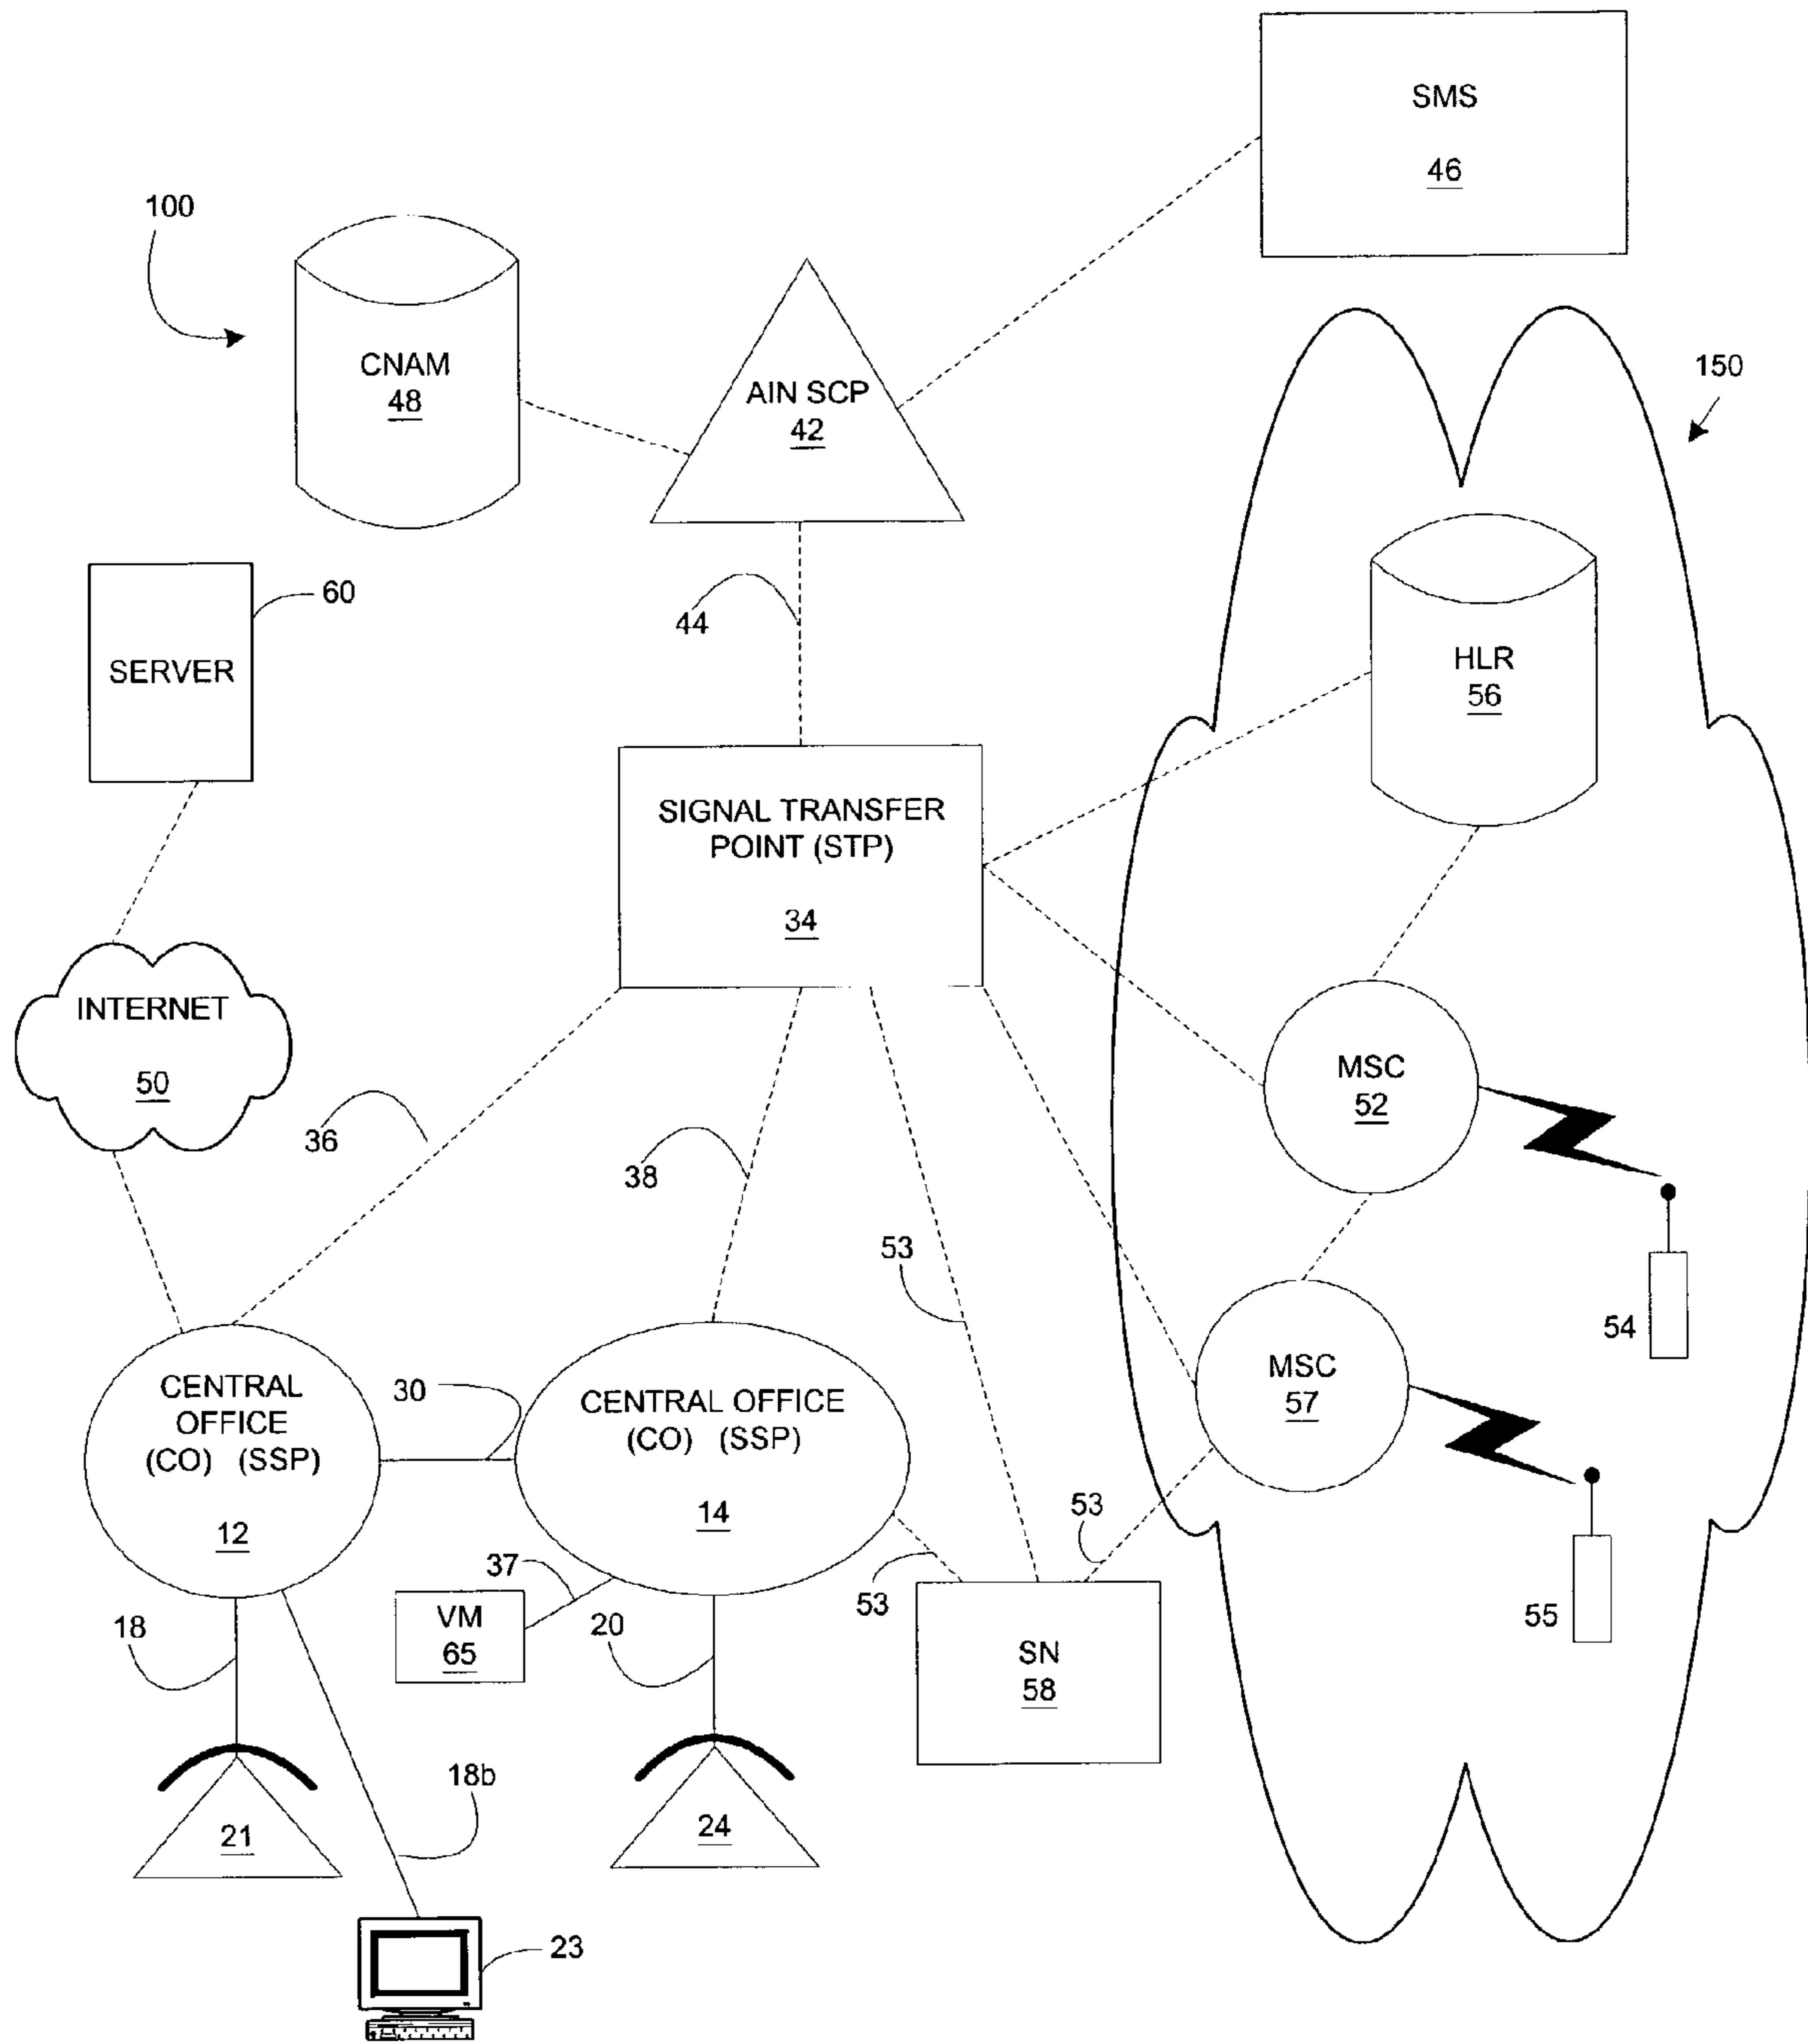 SMS
46
100
CNAM
48
AIN SCP
42
150
60
SERVER
44
HLR
56
SIGNAL TRANSFER
POINT (STP)
34
INTERNET
50
36
38
MSC
52
53
54
CENTRAL
OFFICE
(CO) (SSP)
12
30
CENTRAL OFFICE
(CO) (SSP)
14
MSC
57
53
53
37
VM
65
18
20
SN
58
55
21
18b
24
23